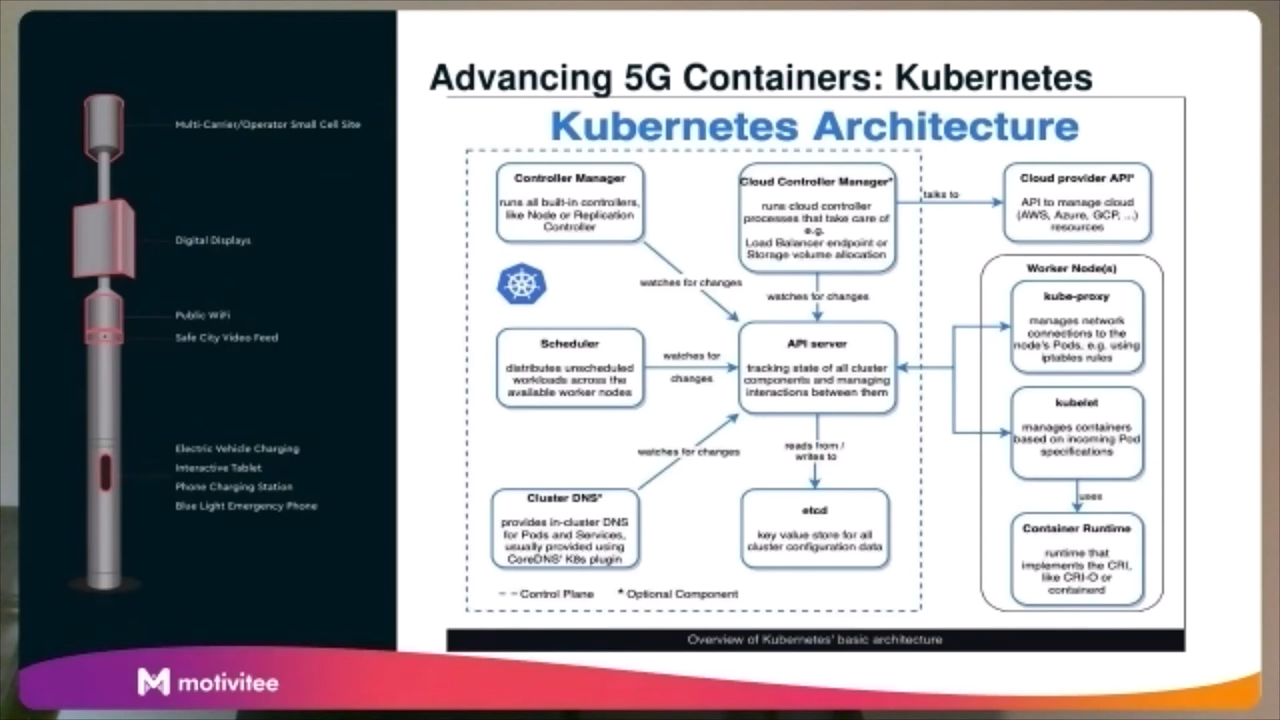 Multi-Carrier/Operator Small Cell Site
Digital Displays
Public WiFi
Safe City Video Feed
Electric Vehicle Charging
Interactive Tablet
Phone Charging Station
Blue Light Emergency Phone
Advancing 5G Containers: Kubernetes
Kubernetes Architecture
Controller Manager
runs all built-in controllers,
like Node or Replication
Controller
Cloud Controller Manager*
runs cloud controller
processes that take care of
e.g.
Load Balancer endpoint or
Storage volume allocation
talks to
Cloud provider API*
API to manage cloud
(AWS, Azure, GCP, ...)
resources
watches for changes
watches for changes
Worker Node(s)
kube-proxy
manages network
connections to the
node's Pods, e.g. using
iptables rules
Scheduler
distributes unscheduled
workloads across the
available worker nodes
watches for
changes
API server
tracking state of all cluster
components and managing
interactions between them
kubelet
manages containers
based on incoming Pod
specifications
watches for changes
reads from /
writes to
uses
Cluster DNS*
provides in-cluster DNS
for Pods and Services,
usually provided using
CoreDNS' K8s plugin
etcd
key value store for all
cluster configuration data
Container Runtime
runtime that
implements the CRI,
like CRI-O or
containerd
Control Plane
* Optional Component
Overview of Kubernetes' basic architecture
motivitee